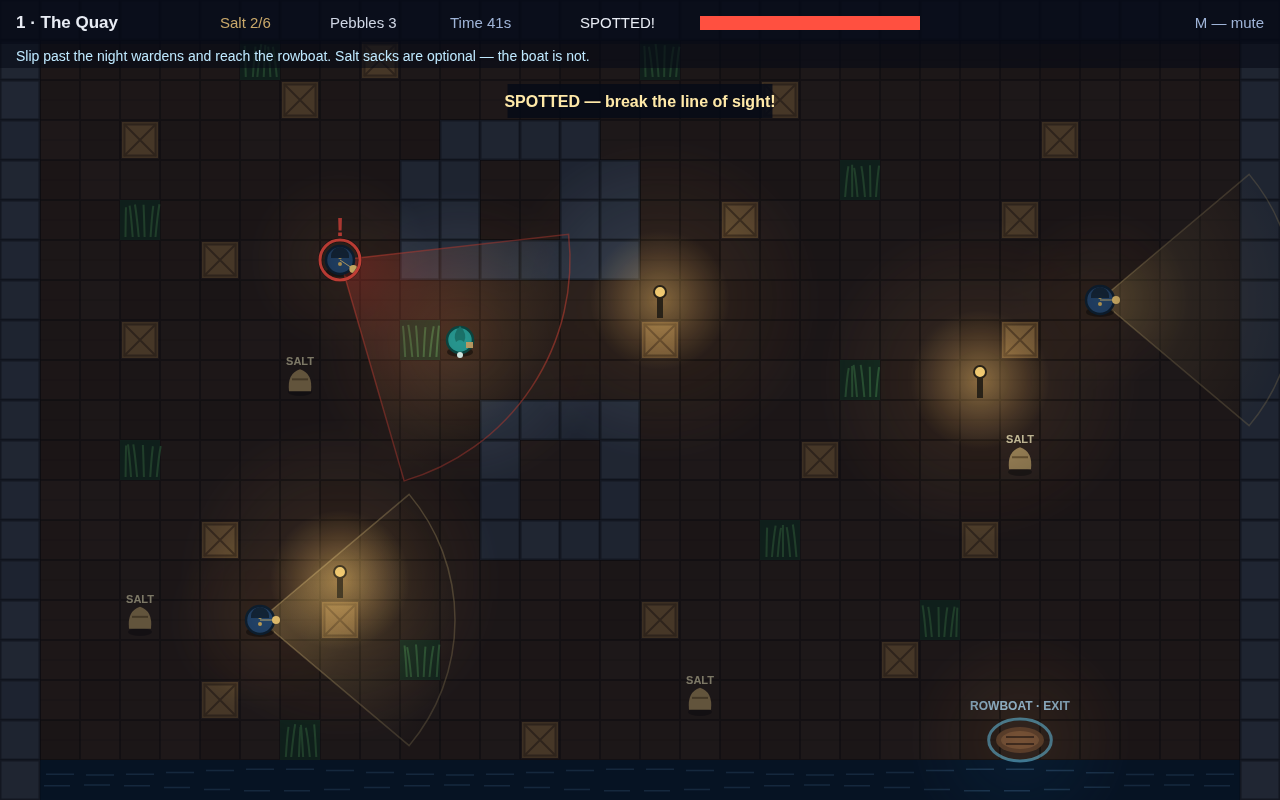 1 · The Quay Salt 2/6 Pebbles 3 Time 41s SPOTTED! M — mute
Slip past the night wardens and reach the rowboat. Salt sacks are optional — the boat is not.
SPOTTED — break the line of sight!
!
SALT
SALT
SALT
SALT
ROWBOAT · EXIT